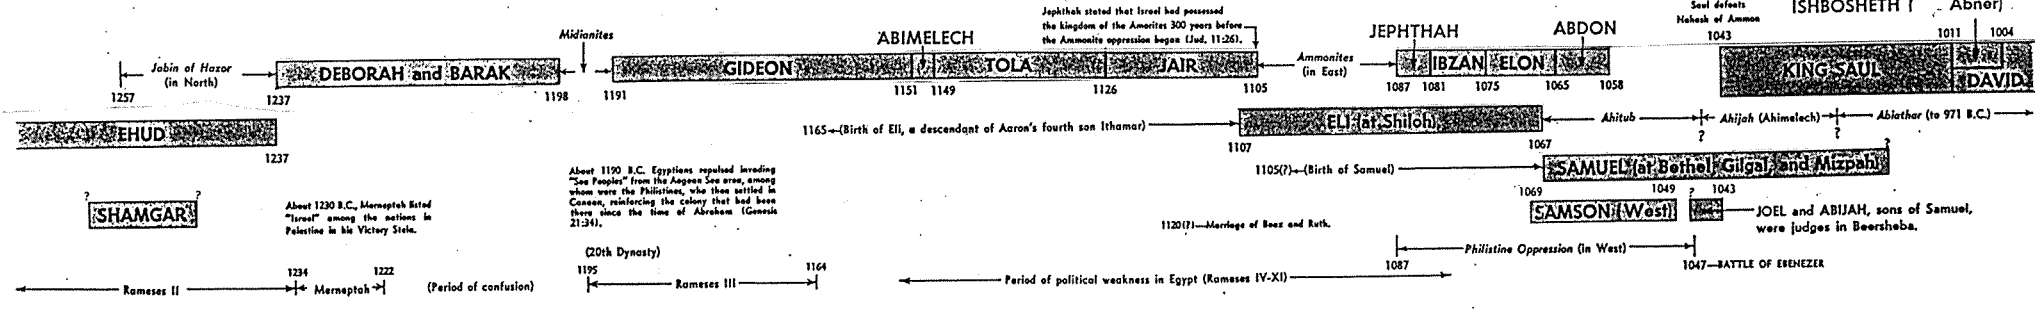 Jephthah stated that Israel had possessed
the kingdom of the Amorites 300 years before
the Ammonite oppression began (Jud. 11:26).
Saul defeats
Nahash of Ammon
1043
ISHBOSHETH (
Abner)
Midianites
ABIMELECH
JEPHTHAH
ABDON
1011
1004
Jabin of Hazor
(in North)
DEBORAH and BARAK
GIDEON
TOLA
JAIR
Ammonites
(in East)
IBZAN
ELON
KING SAUL
DAVID
1257
1237
1198
1191
1151
1149
1126
1105
1087
1081
1075
1065
1058
EHUD
1237
1165
(Birth of Eli, a descendant of Aaron's fourth son Ithamar)
ELI (at Shiloh)
Ahitub
Ahijah (Ahimelech)
Abiathar (to 971 B.C.)
?
?
1107
1067
1105(?)
(Birth of Samuel)
SAMUEL (at Bethel, Gilgal, and Mizpah)
?
?
?
SHAMGAR
About 1230 B.C., Merneptah listed
"Israel" among the nations in
Palestine in his Victory Stele.
About 1190 B.C. Egyptians repulsed invading
"Sea Peoples" from the Aegean Sea area, among
whom were the Philistines, who then settled in
Canaan, reinforcing the colony that had been
there since the time of Abraham (Genesis
21:34).
1069
1049
?
1043
SAMSON (West)
JOEL and ABIJAH, sons of Samuel,
were judges in Beersheba.
1120(?)—Marriage of Boaz and Ruth.
Philistine Oppression (in West)
1087
1047—BATTLE OF EBENEZER
(20th Dynasty)
Rameses II
1234
Merneptah
1222
(Period of confusion)
1195
Rameses III
1164
Period of political weakness in Egypt (Rameses IV-XI)